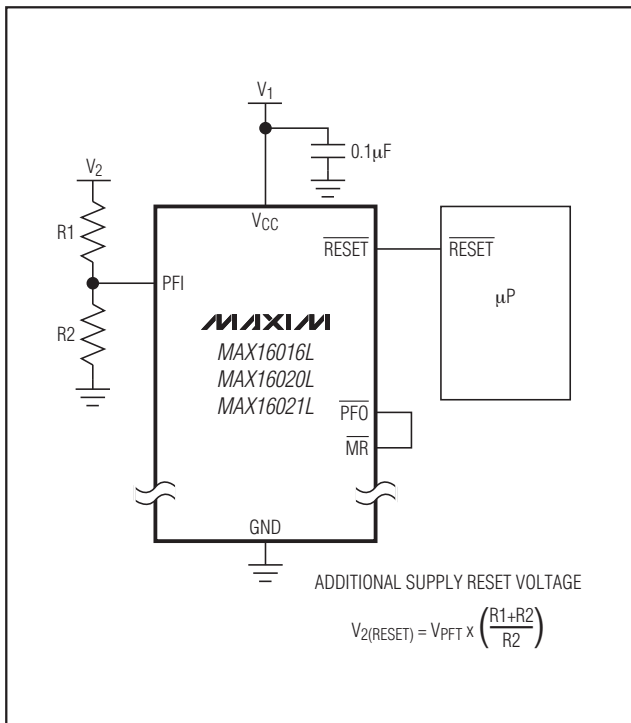 V1
0.1μF
V2
R1
R2
VCC
PFI
RESET
RESET
μP
MAXIM
MAX16016L
MAX16020L
MAX16021L
PFO
MR
GND
ADDITIONAL SUPPLY RESET VOLTAGE
V2(RESET) = VPFT x (R1+R2/R2)